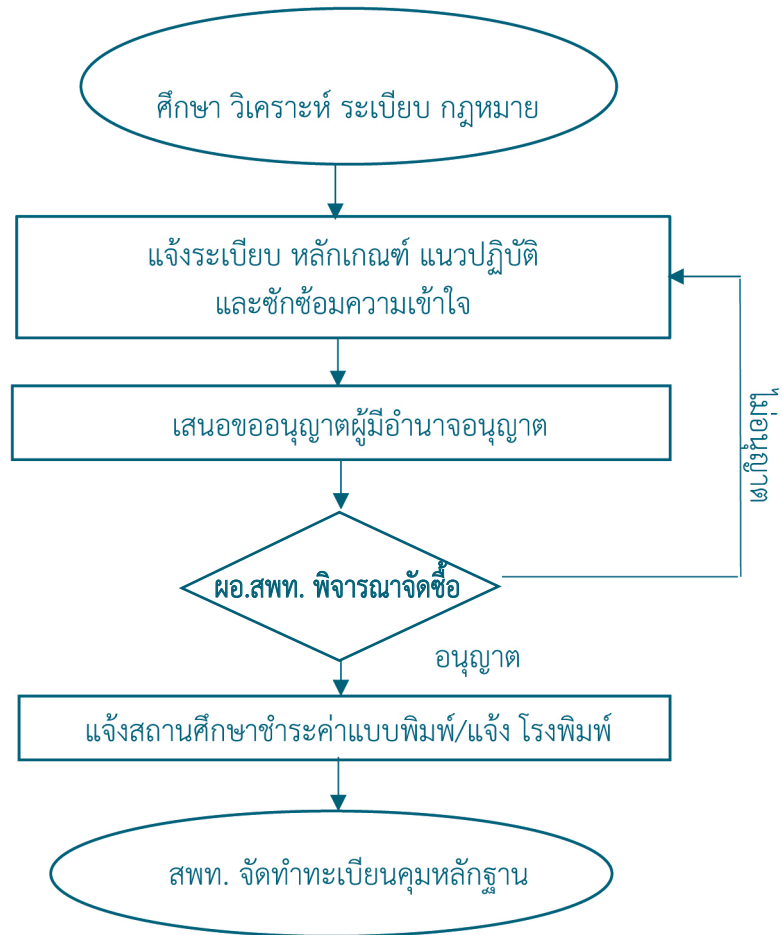 ศึกษา วิเคราะห์ ระเบียบ กฎหมาย
แจ้งระเบียบ หลักเกณฑ์ แนวปฏิบัติ
และซักซ้อมความเข้าใจ
เสนอขออนุญาตผู้มีอำนาจอนุญาต
ไม่อนุญาต
ผอ.สพท. พิจารณาจัดซื้อ
อนุญาต
แจ้งสถานศึกษาชำระค่าแบบพิมพ์/แจ้ง โรงพิมพ์
สพท. จัดทำทะเบียนคุมหลักฐาน